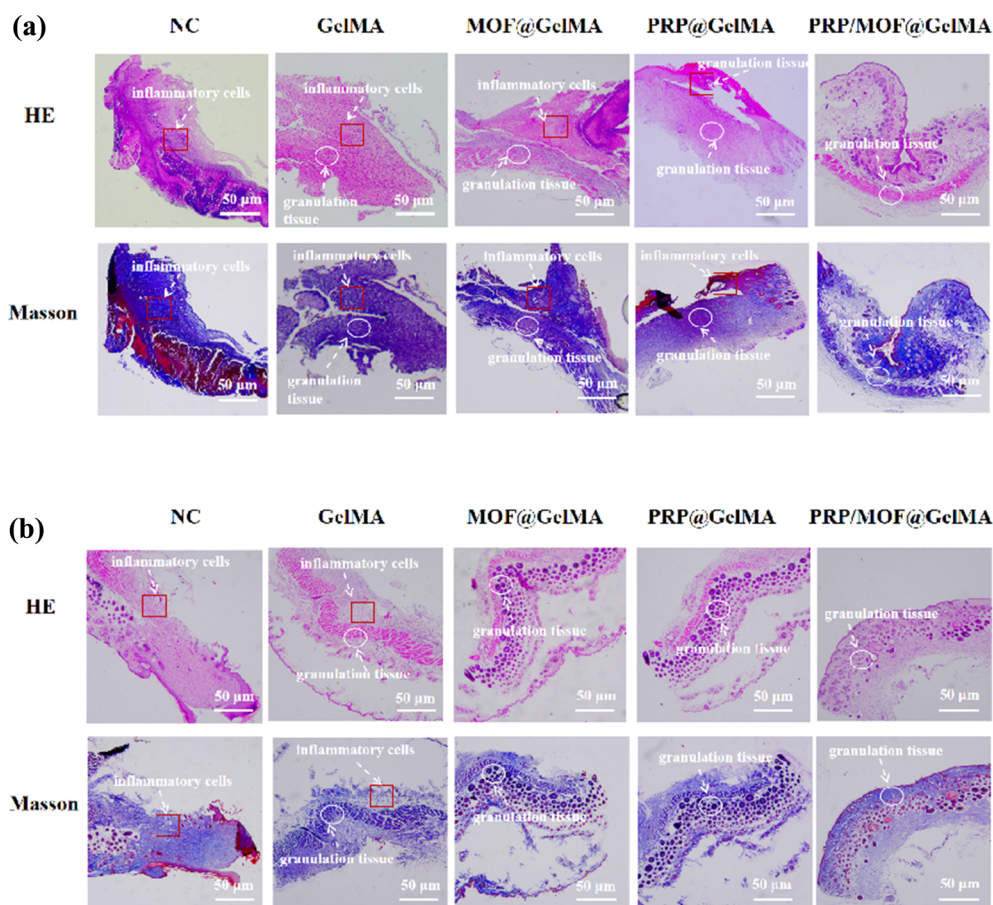 (a)
NC GelMA MOF@GelMA PRP@GelMA PRP/MOF@GelMA
HE
inflammatory cells
50 μm
inflammatory cells
granulation
tissue
50 μm
inflammatory cells
granulation tissue
50 μm
granulation tissue
granulation tissue
50 μm
granulation tissue
50 μm
Masson
inflammatory cells
50 μm
inflammatory cells
granulation
tissue
50 μm
inflammatory cells
granulation tissue
50 μm
inflammatory cells
granulation tissue
50 μm
granulation tissue
50 μm
(b)
NC GelMA MOF@GelMA PRP@GelMA PRP/MOF@GelMA
HE
inflammatory cells
50 μm
inflammatory cells
granulation tissue
50 μm
granulation tissue
50 μm
granulation tissue
50 μm
granulation tissue
50 μm
Masson
inflammatory cells
50 μm
inflammatory cells
granulation tissue
50 μm
granulation tissue
50 μm
granulation tissue
50 μm
granulation tissue
50 μm